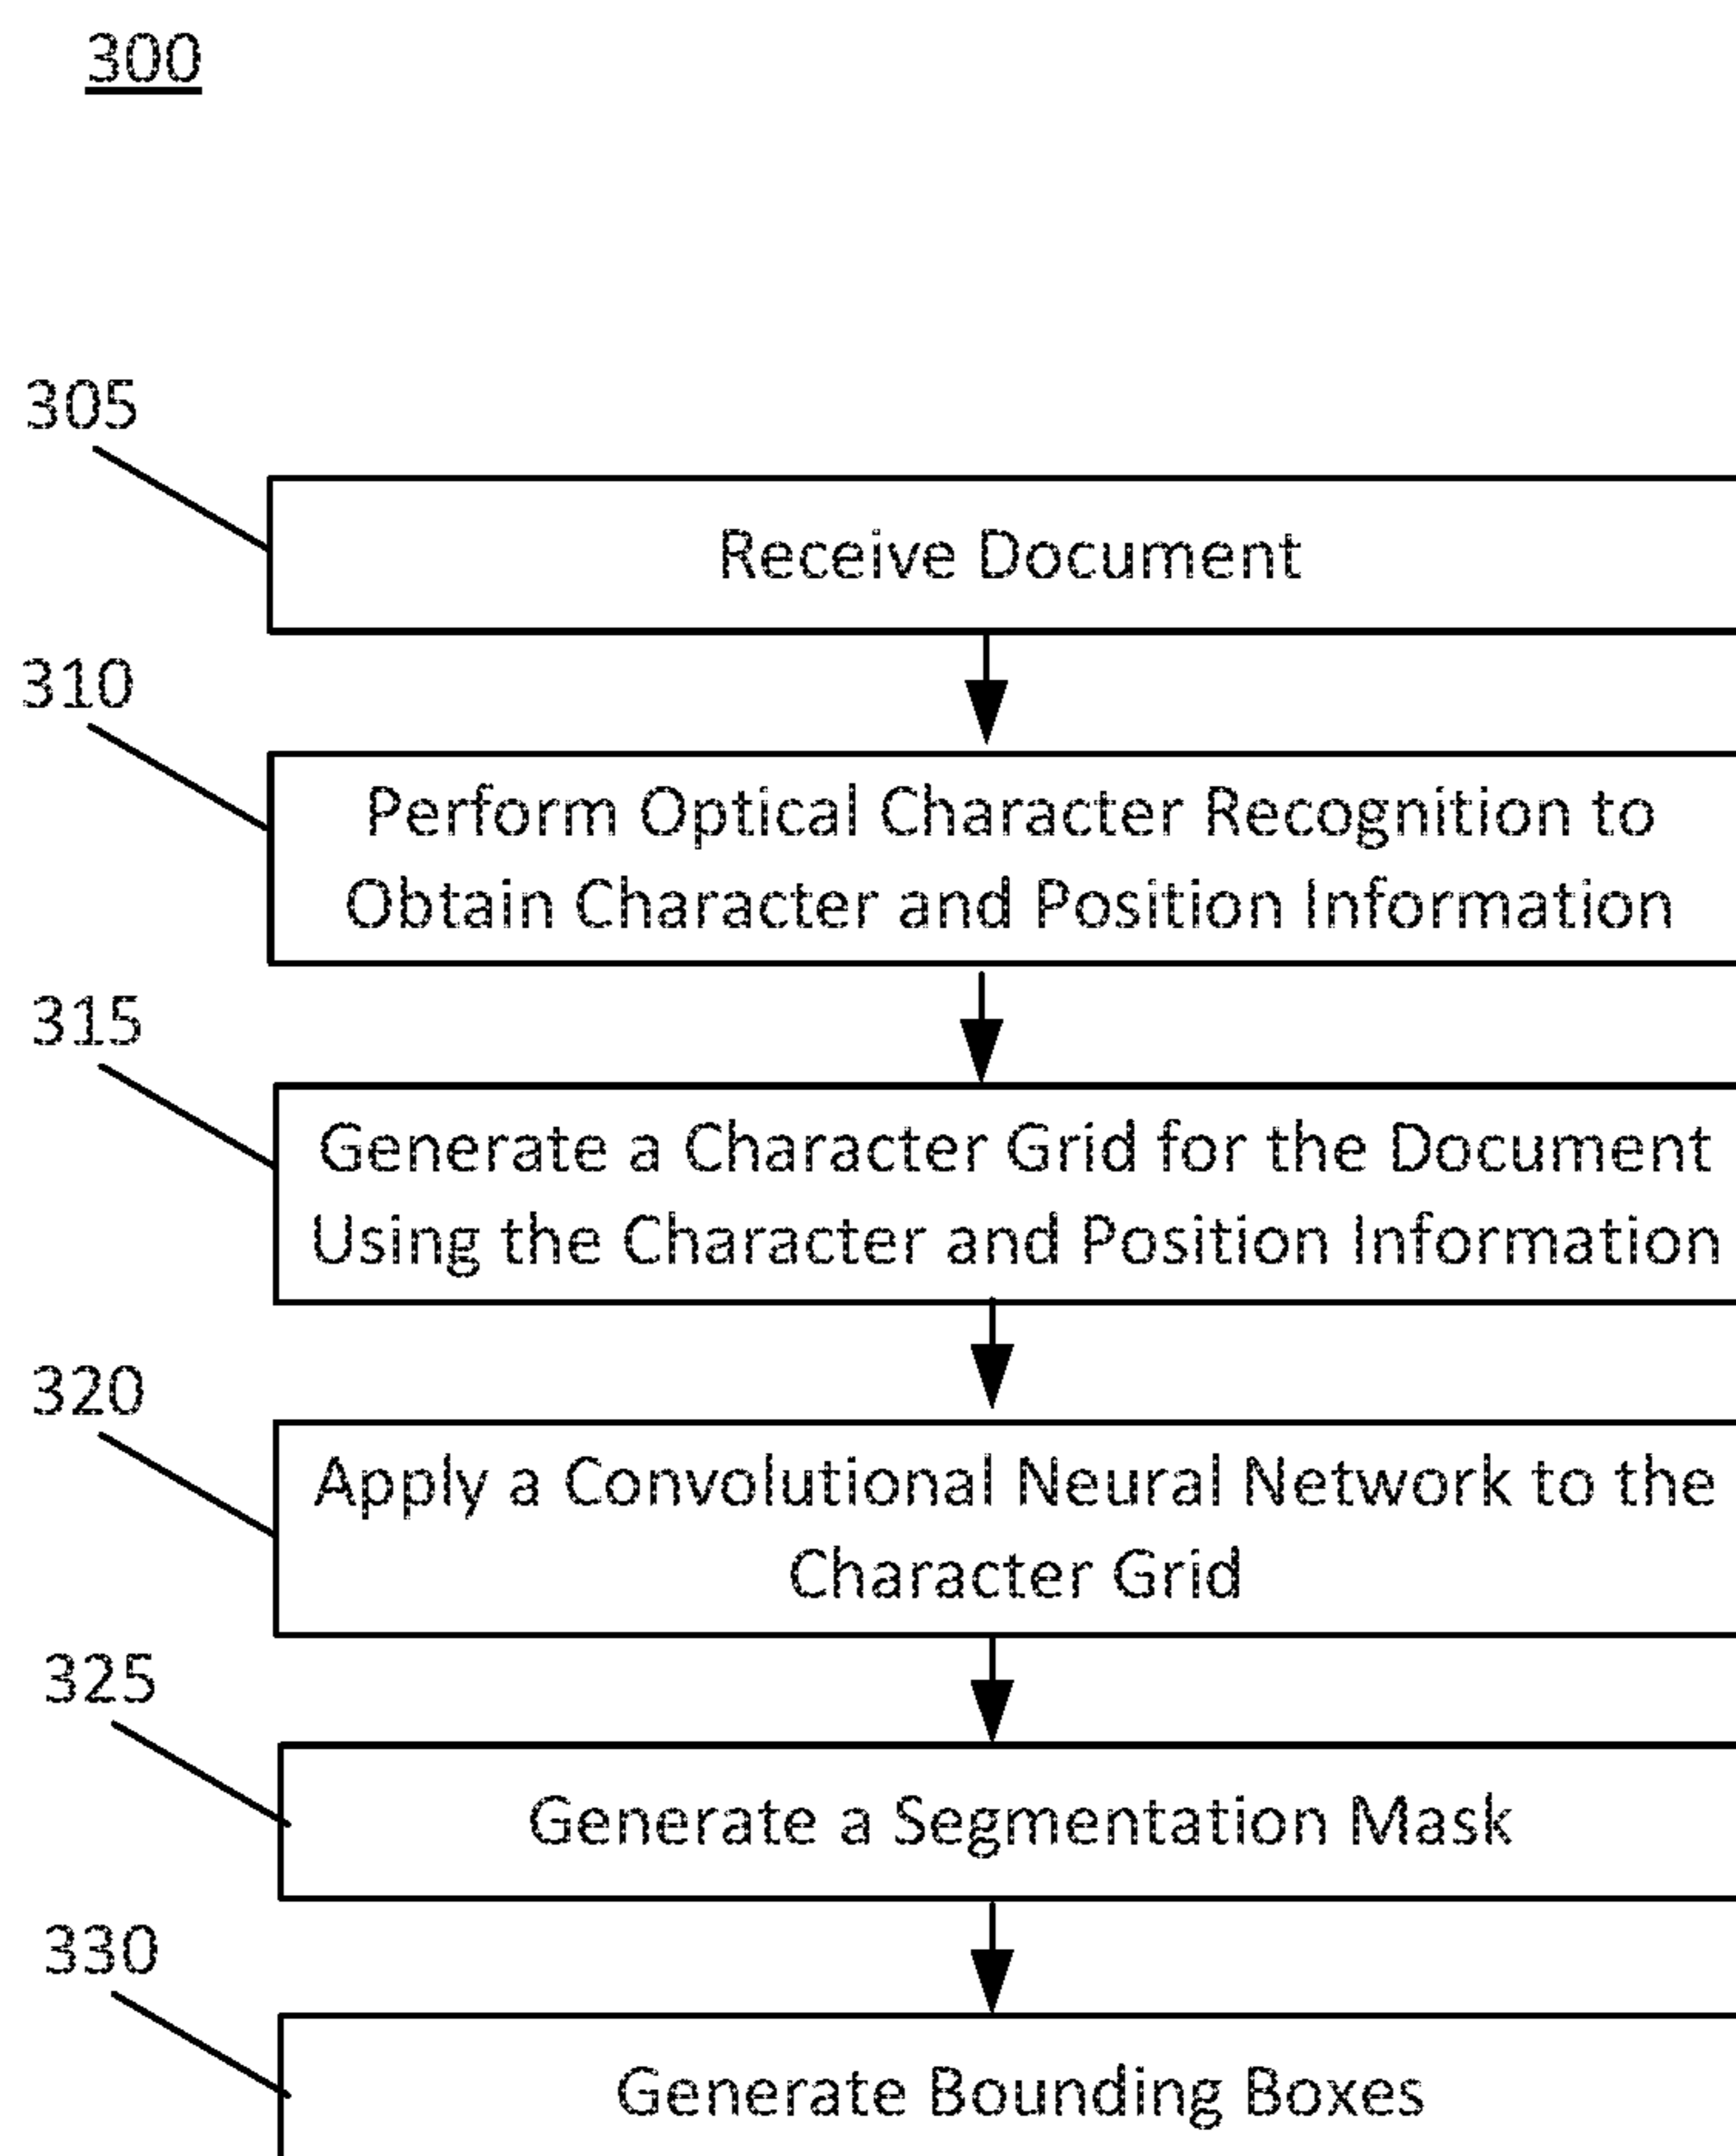 300
305
Receive Document
310
Perform Optical Character Recognition to
Obtain Character and Position Information
315
Generate a Character Grid for the Document
Using the Character and Position Information
320
Apply a Convolutional Neural Network to the
Character Grid
325
Generate a Segmentation Mask
330
Generate Bounding Boxes